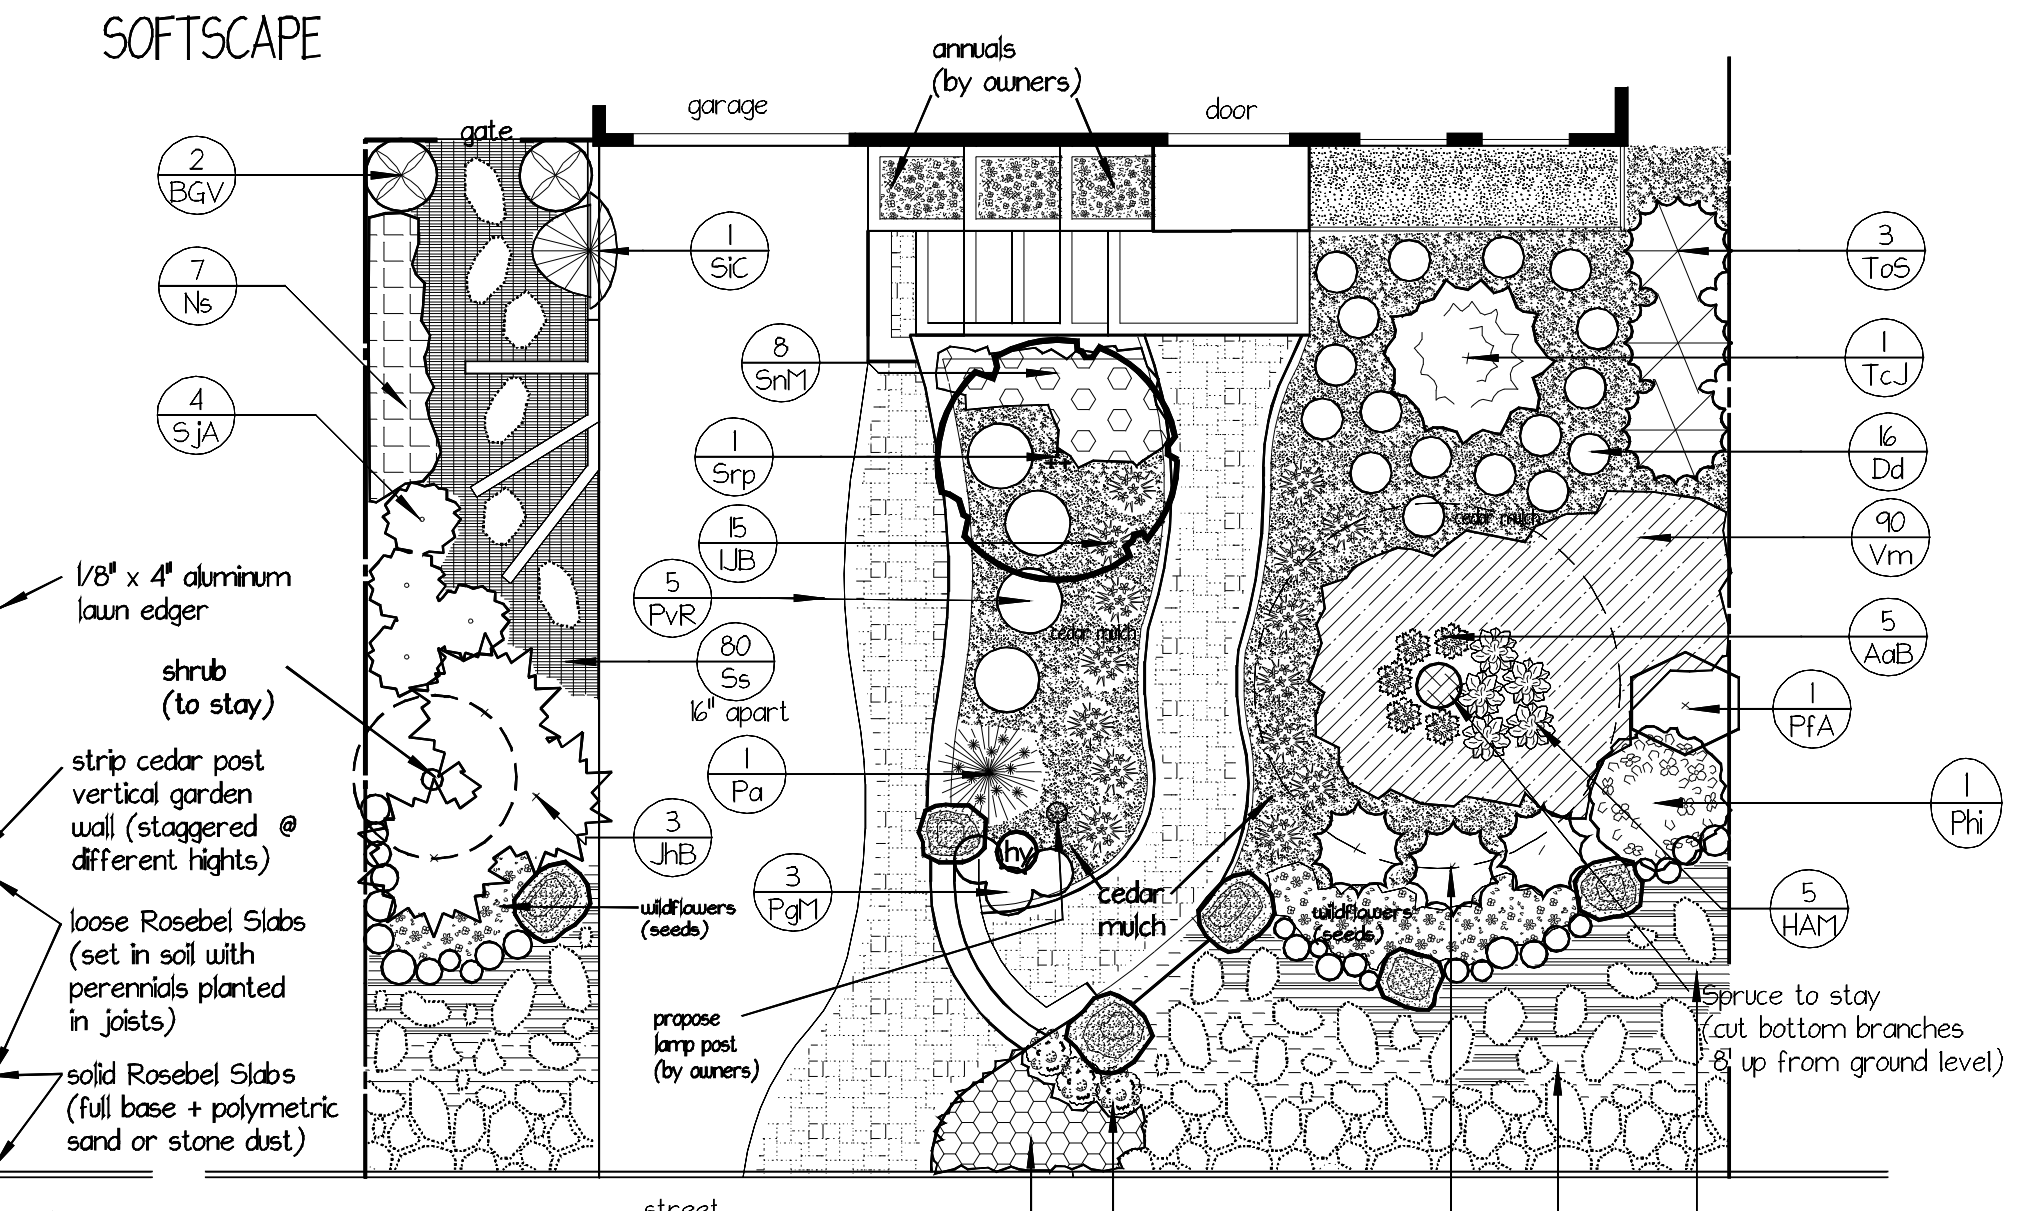 SOFTSCAPE
annuals
(by owners)
garage
door
gate
2
BGV
7
Ns
4
SjA
1
SiC
8
SnM
1
Srp
15
IJB
5
PvR
80
Ss
16" apart
1
Pa
3
JhB
3
PgM
1/8" x 4" aluminum
lawn edger
shrub
(to stay)
strip cedar post
vertical garden
wall (staggered @
different hights)
loose Rosebel Slabs
(set in soil with
perennials planted
in joists)
solid Rosebel Slabs
(full base + polymetric
sand or stone dust)
wildflowers
(seeds)
propose
lamp post
(by owners)
cedar mulch
hy
cedar
mulch
cedar mulch
wildflowers
(seeds)
3
ToS
1
TcJ
16
Dd
90
Vm
5
AaB
1
PfA
1
Phi
5
HAM
Spruce to stay
(cut bottom branches
8' up from ground level)
street